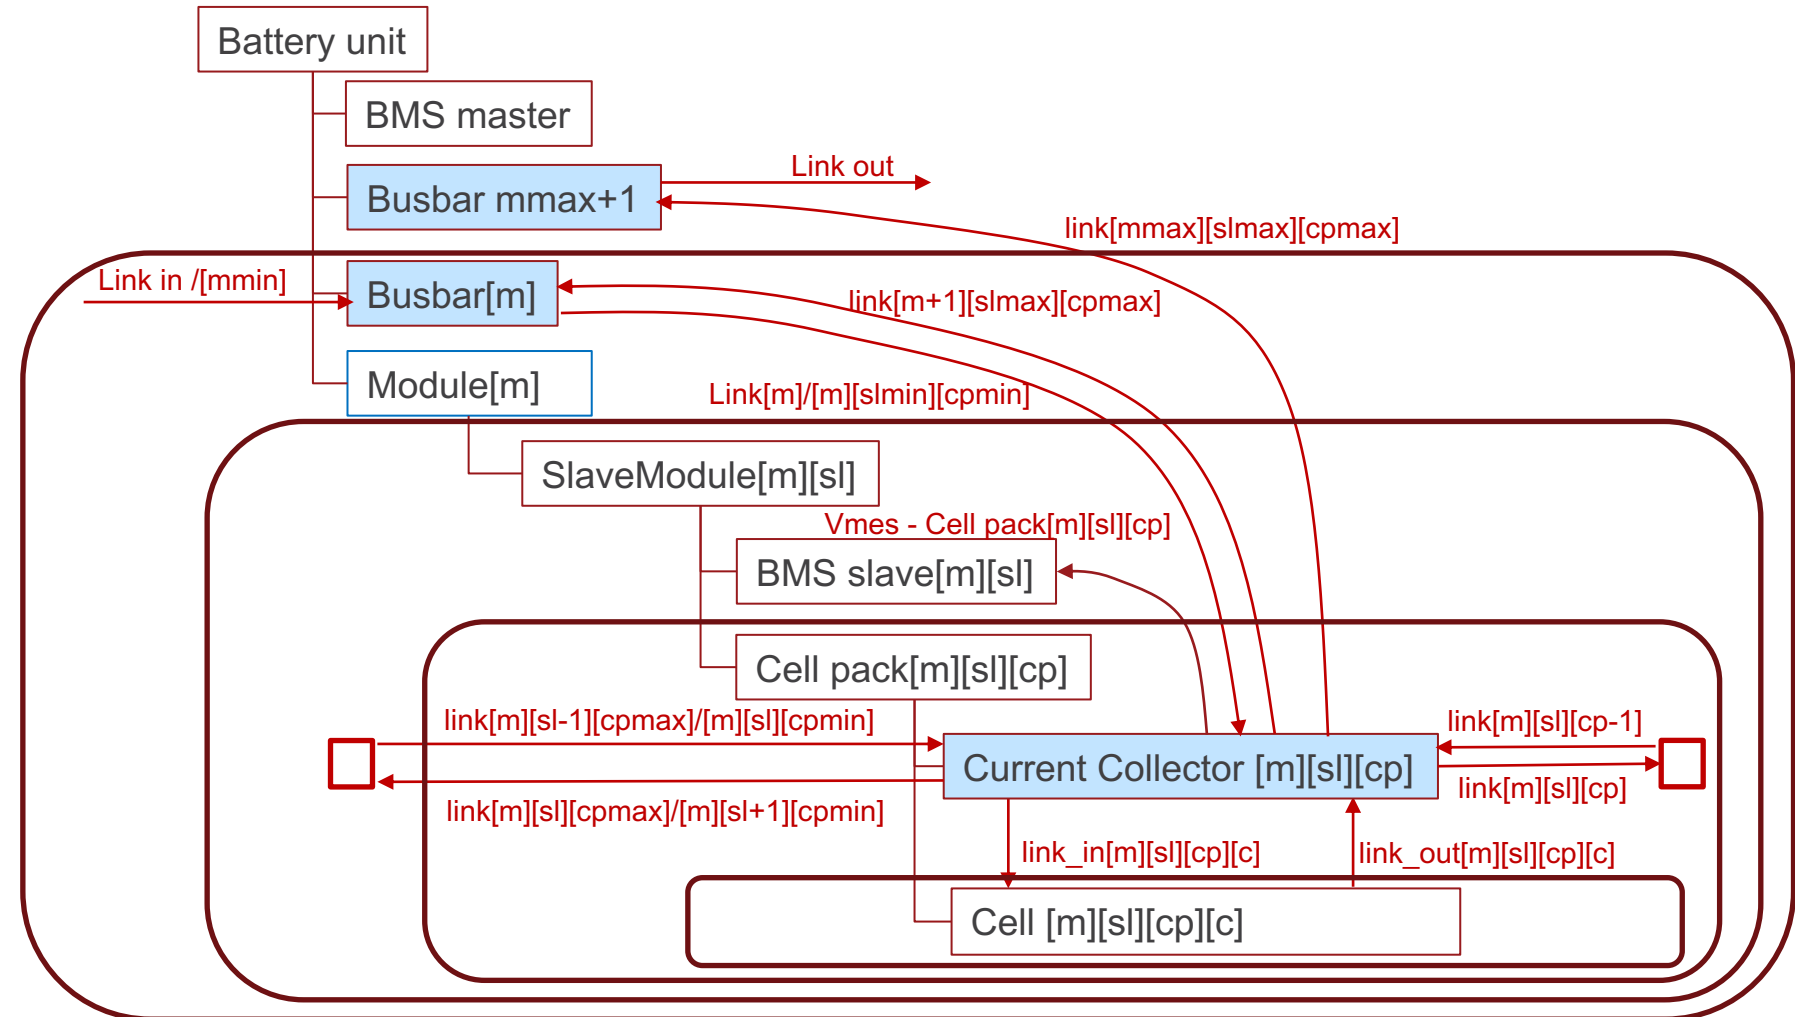 Battery unit
BMS master
Link out
Busbar mmax+1
link[mmax][slmax][cpmax]
Link in /[mmin]
Busbar[m]
link[m+1][slmax][cpmax]
Module[m]
Link[m]/[m][slmin][cpmin]
SlaveModule[m][sl]
Vmes - Cell pack[m][sl][cp]
BMS slave[m][sl]
Cell pack[m][sl][cp]
link[m][sl-1][cpmax]/[m][sl][cpmin]
link[m][sl][cp-1]
Current Collector [m][sl][cp]
link[m][sl][cp]
link[m][sl][cpmax]/[m][sl+1][cpmin]
link_in[m][sl][cp][c]
link_out[m][sl][cp][c]
Cell [m][sl][cp][c]